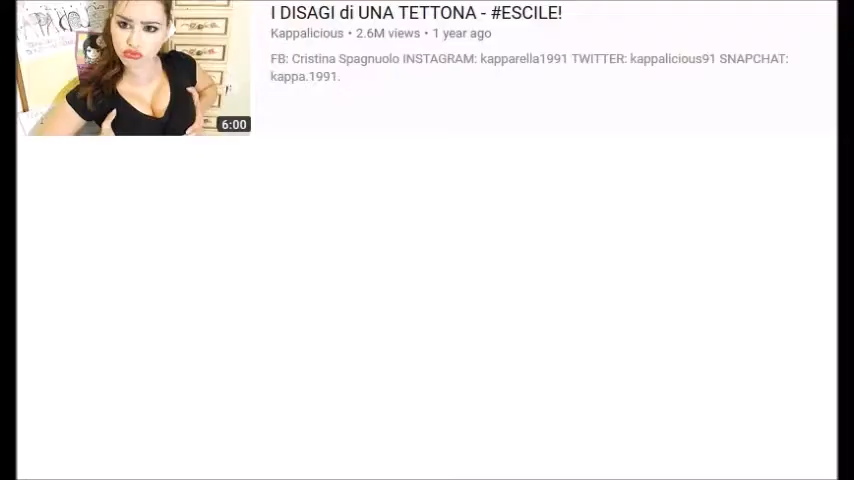 I DISAGI di UNA TETTONA - #ESCILE!
Kappalicious • 2.6M views • 1 year ago
FB: Cristina Spagnuolo INSTAGRAM: kapparella1991 TWITTER: kappalicious91 SNAPCHAT:
kappa.1991.
6:00